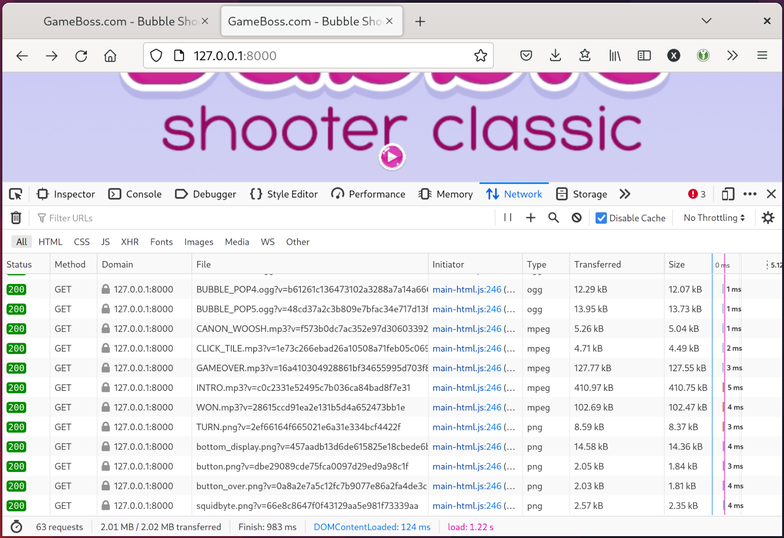 GameBoss.com - Bubble Sho
GameBoss.com - Bubble Sho
127.0.0.1:8000
shooter classic
Inspector Console Debugger Style Editor Performance Memory Network Storage 3
Filter URLs Disable Cache No Throttling
All HTML CSS JS XHR Fonts Images Media WS Other
Status Method Domain File Initiator Type Transferred Size 0 ms 5.12
200 GET 127.0.0.1:8000 BUBBLE_POP4.ogg?v=b61261c136473102a3288a7a14a66 main-html.js:246 (... ogg 12.29 kB 12.07 kB 1 ms
200 GET 127.0.0.1:8000 BUBBLE_POP5.ogg?v=48cd37a2c3b809e7bfac34e717d13f main-html.js:246 (... ogg 13.95 kB 13.73 kB 1 ms
200 GET 127.0.0.1:8000 CANON_WOOSH.mp3?v=f573b0dc7ac352e97d30603392 main-html.js:246 (... mpeg 5.26 kB 5.04 kB 1 ms
200 GET 127.0.0.1:8000 CLICK_TILE.mp3?v=1e73c266ebad26a10508a71feb05c069 main-html.js:246 (... mpeg 4.71 kB 4.49 kB 2 ms
200 GET 127.0.0.1:8000 GAMEOVER.mp3?v=16a410304928861bf34655995d703f8 main-html.js:246 (... mpeg 127.77 kB 127.55 kB 3 ms
200 GET 127.0.0.1:8000 INTRO.mp3?v=c0c2331e52495c7b036ca84bad8f7e31 main-html.js:246 (... mpeg 410.97 kB 410.75 kB 5 ms
200 GET 127.0.0.1:8000 WON.mp3?v=28615ccd91ea2e131b5d4a652473bb1e main-html.js:246 (... mpeg 102.69 kB 102.47 kB 4 ms
200 GET 127.0.0.1:8000 TURN.png?v=2ef66164f665021e6a31e334bcf4422f main-html.js:246 (... png 8.59 kB 8.37 kB 3 ms
200 GET 127.0.0.1:8000 bottom_display.png?v=457aadb13d6de615825e18cbede6b main-html.js:246 (... png 14.58 kB 14.36 kB 4 ms
200 GET 127.0.0.1:8000 button.png?v=dbe29089cde75fca0097d29ed9a98c1f main-html.js:246 (... png 2.05 kB 1.84 kB 3 ms
200 GET 127.0.0.1:8000 button_over.png?v=0a8a2e7a5c12fc7b9077e86a2fa4de3c main-html.js:246 (... png 2.03 kB 1.81 kB 4 ms
200 GET 127.0.0.1:8000 squidbyte.png?v=66e8c8647f0f43129aa5e981f73339aa main-html.js:246 (... png 2.57 kB 2.35 kB 4 ms
63 requests 2.01 MB / 2.02 MB transferred Finish: 983 ms DOMContentLoaded: 124 ms load: 1.22 s